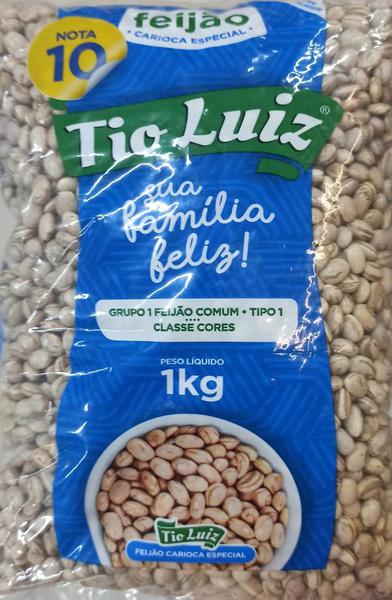 feijão
• CARIOCA ESPECIAL •
NOTA
10
Tio Luiz®
sua
família
feliz!
GRUPO 1 FEIJÃO COMUM • TIPO 1
CLASSE CORES
PESO LÍQUIDO
1kg
Tio Luiz
FEIJÃO CARIOCA ESPECIAL